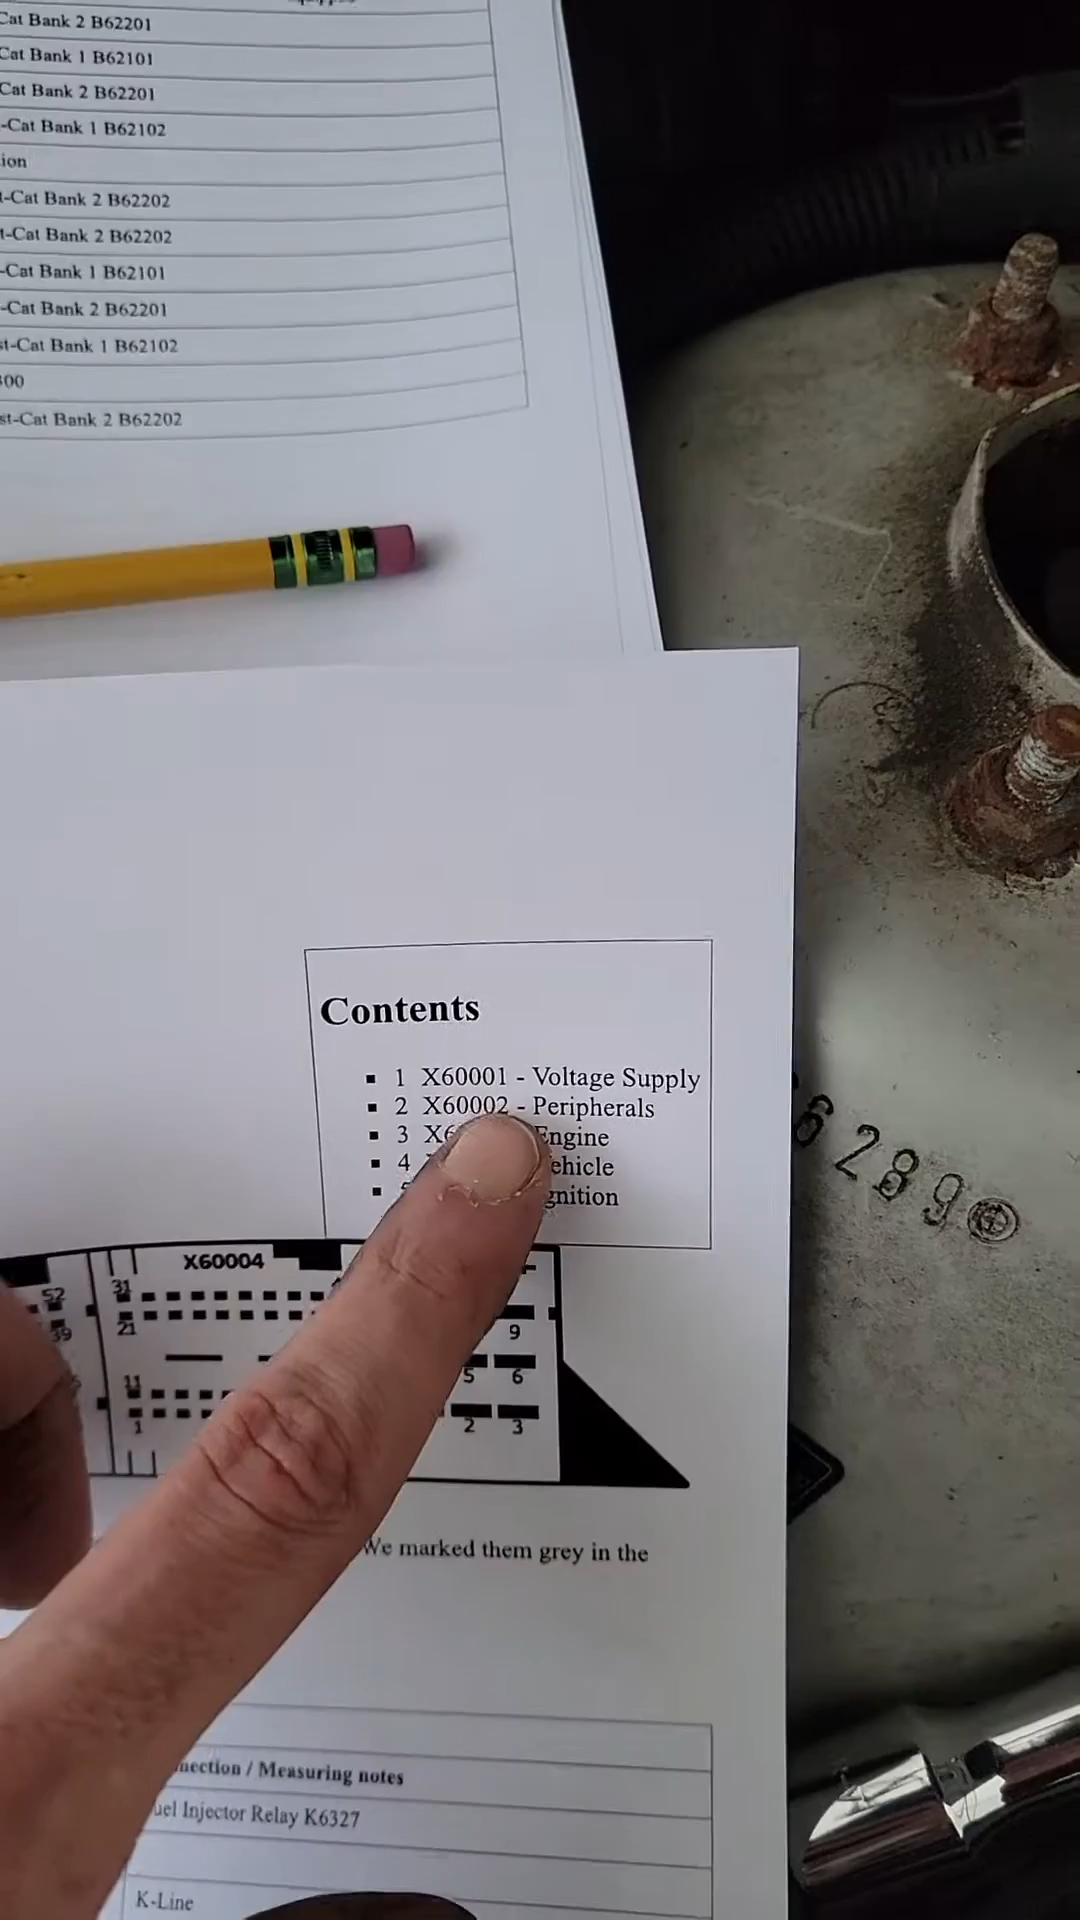 Cat Bank 2 B62201
Cat Bank 1 B62101
Cat Bank 2 B62201
-Cat Bank 1 B62102
ion
t-Cat Bank 2 B62202
t-Cat Bank 2 B62202
-Cat Bank 1 B62101
-Cat Bank 2 B62201
st-Cat Bank 1 B62102
300
st-Cat Bank 2 B62202
Contents
1 X60001 - Voltage Supply
2 X60002 - Peripherals
3 X6 Engine
4 ehicle
gnition
6289
X60004
52 31
39 21 9
11 5 6
1 2 3
We marked them grey in the
nection / Measuring notes
uel Injector Relay K6327
K-Line